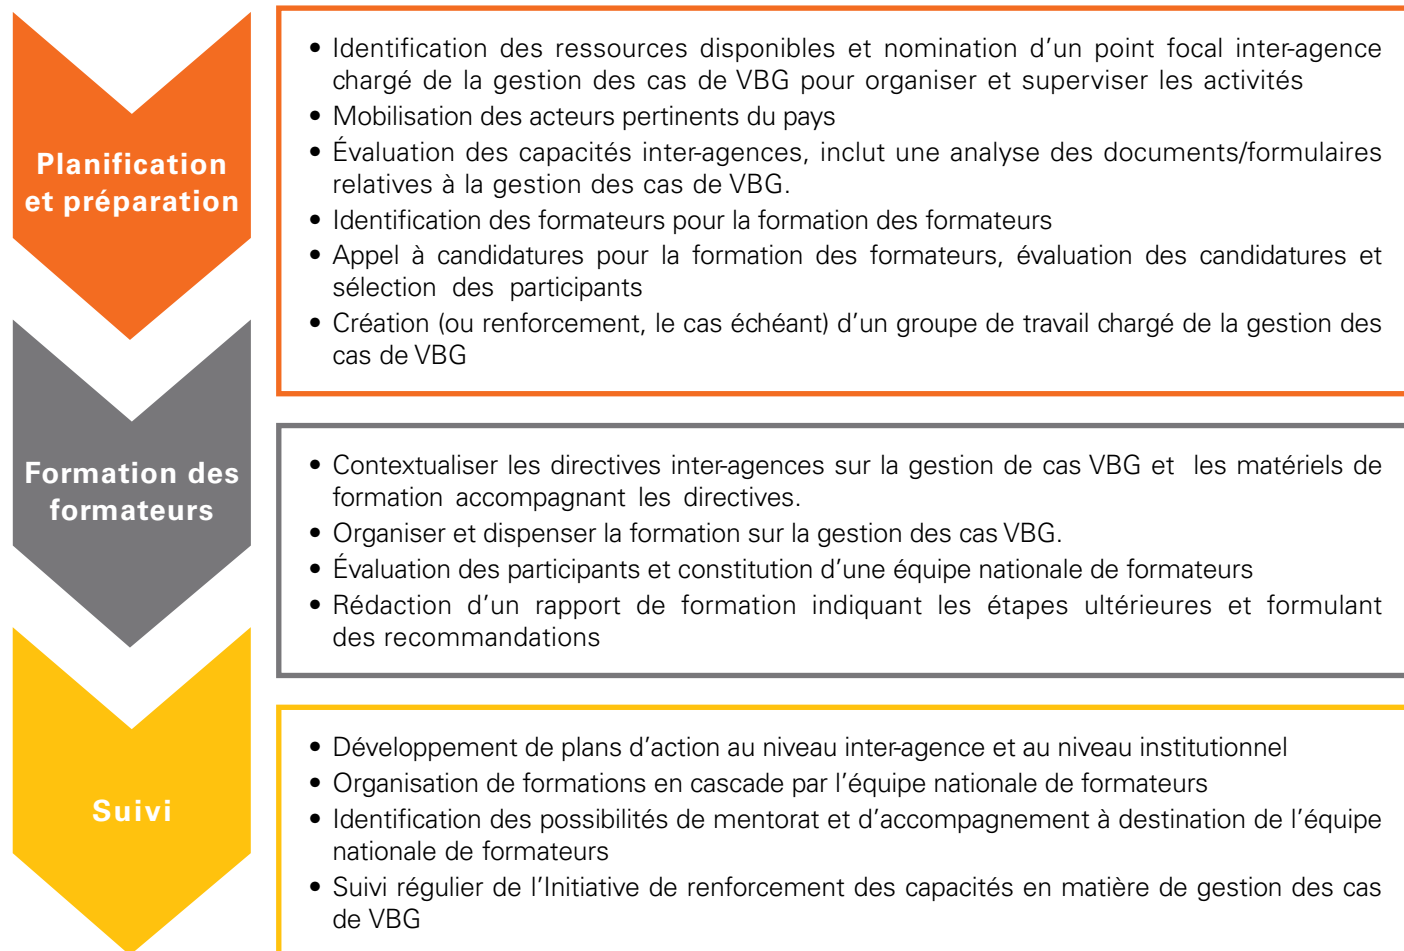 Planification
et préparation
• Identification des ressources disponibles et nomination d’un point focal inter-agence
chargé de la gestion des cas de VBG pour organiser et superviser les activités
• Mobilisation des acteurs pertinents du pays
• Évaluation des capacités inter-agences, inclut une analyse des documents/formulaires
relatives à la gestion des cas de VBG.
• Identification des formateurs pour la formation des formateurs
• Appel à candidatures pour la formation des formateurs, évaluation des candidatures et
sélection des participants
• Création (ou renforcement, le cas échéant) d’un groupe de travail chargé de la gestion des
cas de VBG
Formation des
formateurs
• Contextualiser les directives inter-agences sur la gestion de cas VBG et les matériels de
formation accompagnant les directives.
• Organiser et dispenser la formation sur la gestion des cas VBG.
• Évaluation des participants et constitution d’une équipe nationale de formateurs
• Rédaction d’un rapport de formation indiquant les étapes ultérieures et formulant
des recommandations
Suivi
• Développement de plans d’action au niveau inter-agence et au niveau institutionnel
• Organisation de formations en cascade par l’équipe nationale de formateurs
• Identification des possibilités de mentorat et d’accompagnement à destination de l’équipe
nationale de formateurs
• Suivi régulier de l’Initiative de renforcement des capacités en matière de gestion des cas
de VBG